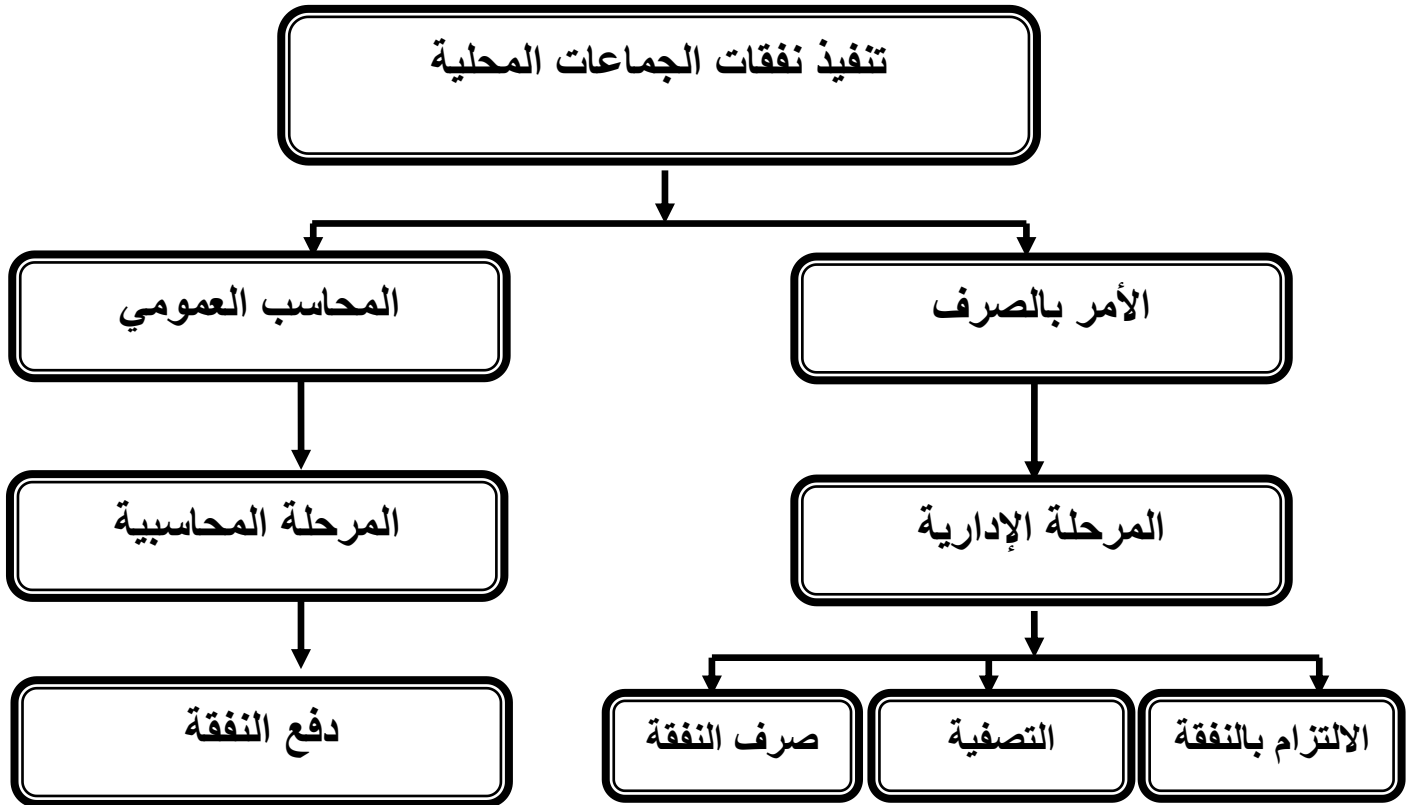 تنفيذ نفقات الجماعات المحلية
الأمر بالصرف
المحاسب العمومي
المرحلة الإدارية
المرحلة المحاسبية
الالتزام بالنفقة
التصفية
صرف النفقة
دفع النفقة